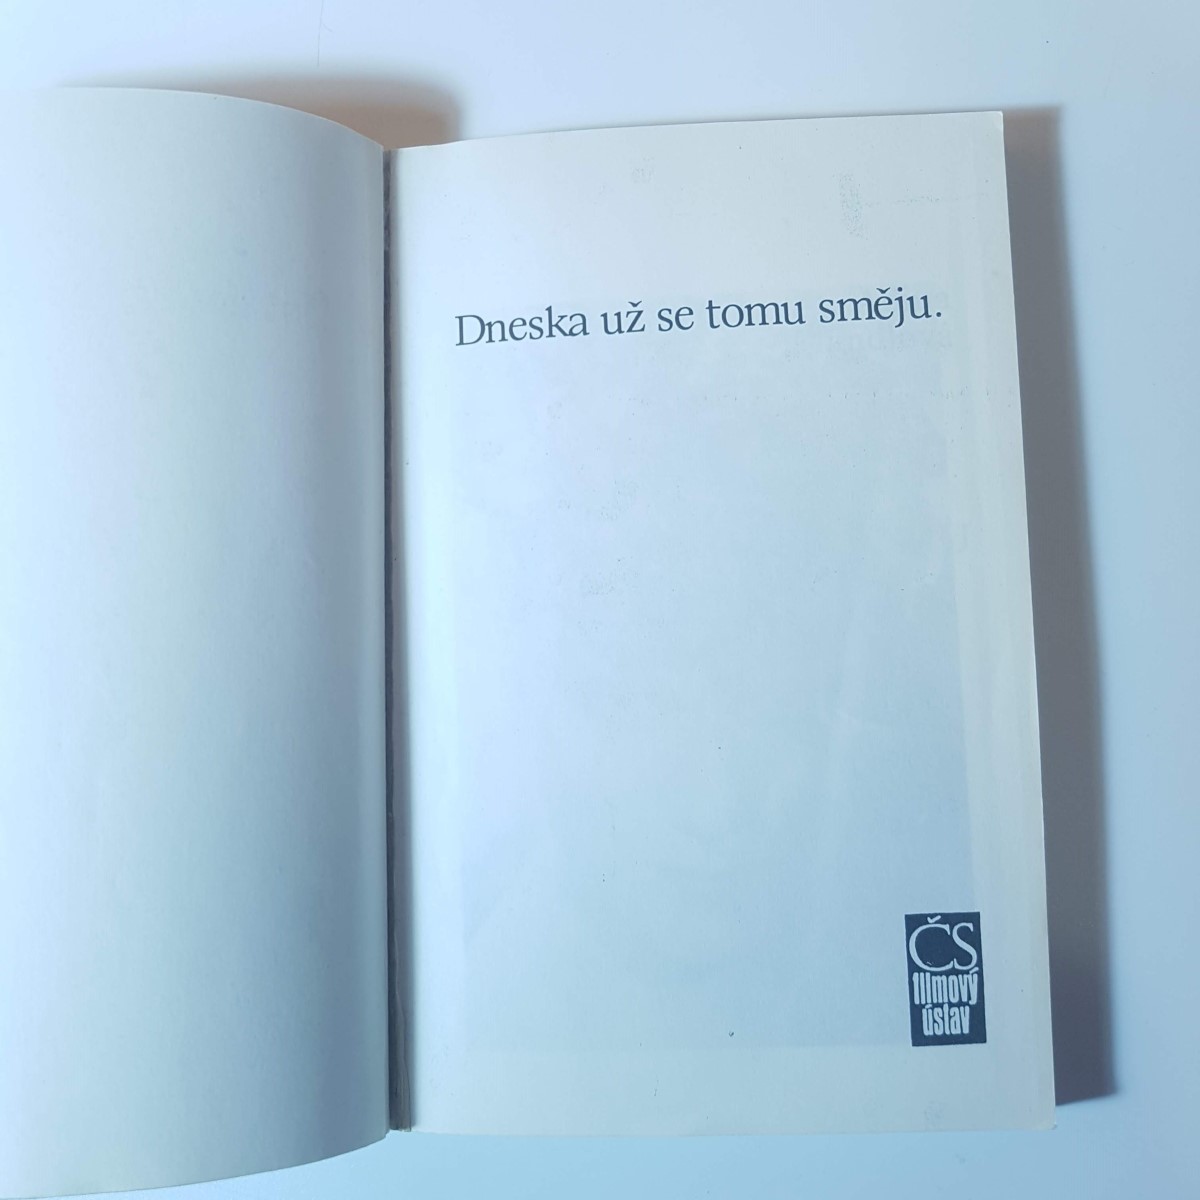 Dneska už se tomu směju.
ČS
filmový
ústav